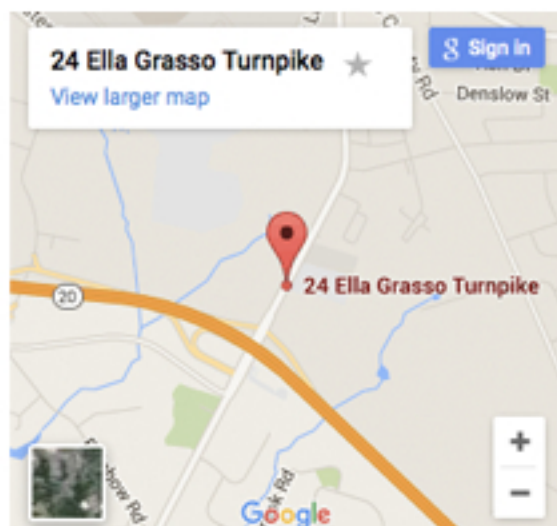 24 Ella Grasso Turnpike
View larger map
g Sign in
Rd
Denslow St
24 Ella Grasso Turnpike
20
Rd
Rd
Google